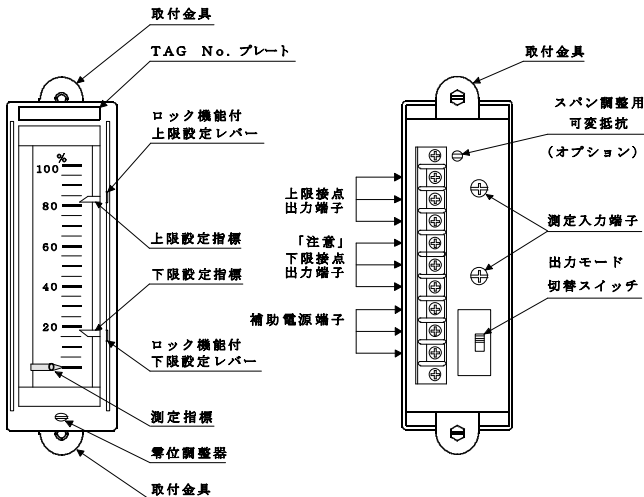 取付金具
TAG No. プレート
ロック機能付
上限設定レバー
%
100
80
60
40
20
上限設定指標
下限設定指標
ロック機能付
下限設定レバー
測定指標
零位調整器
取付金具
取付金具
スパン調整用
可変抵抗
(オプション)
上限接点
出力端子
「注意」
下限接点
出力端子
補助電源端子
測定入力端子
出力モード
切替スイッチ